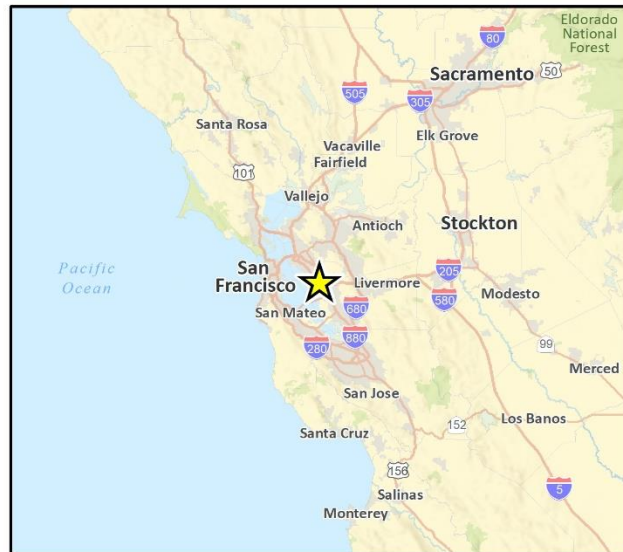 Eldorado
National
Forest
80
Sacramento
50
505
305
Santa Rosa
Elk Grove
Vacaville
Fairfield
101
Vallejo
Antioch
Stockton
Pacific
Ocean
San
Francisco
205
Livermore
580
Modesto
680
San Mateo
880
280
99
Merced
San Jose
152
Los Banos
Santa Cruz
156
Salinas
5
Monterey